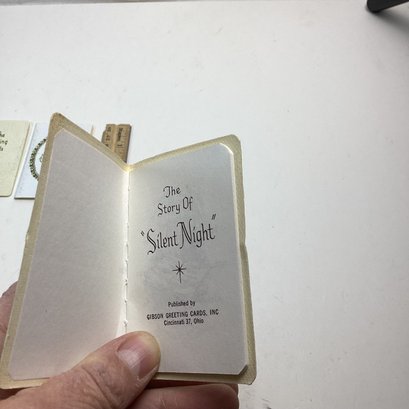 The
Story Of
"Silent Night"
Published by
GIBSON GREETING CARDS, INC
Cincinnati 37, Ohio